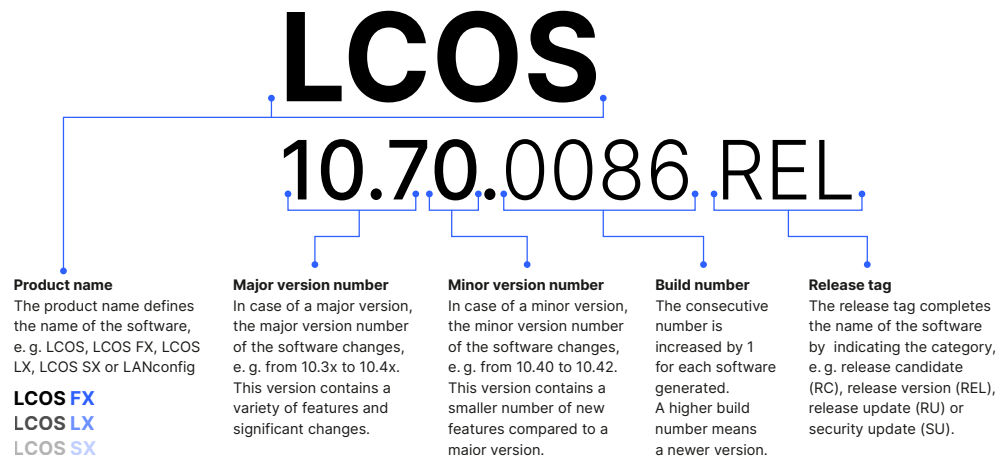 LCOS
10.70.0086 REL
Product name
The product name defines
the name of the software,
e. g. LCOS, LCOS FX, LCOS
LX, LCOS SX or LANconfig
LCOS FX
LCOS LX
LCOS SX
Major version number
In case of a major version,
the major version number
of the software changes,
e. g. from 10.3x to 10.4x.
This version contains a
variety of features and
significant changes.
Minor version number
In case of a minor version,
the minor version number
of the software changes,
e. g. from 10.40 to 10.42.
This version contains a
smaller number of new
features compared to a
major version.
Build number
The consecutive
number is
increased by 1
for each software
generated.
A higher build
number means
a newer version.
Release tag
The release tag completes
the name of the software
by  indicating the category,
e. g. release candidate
(RC), release version (REL),
release update (RU) or
security update (SU).